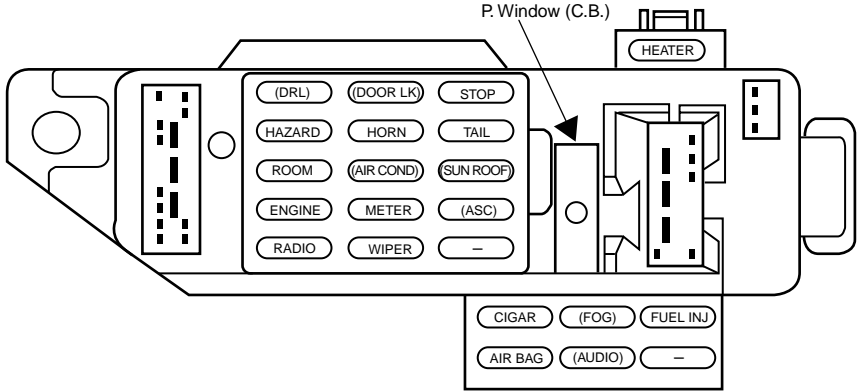 P. Window (C.B.)
HEATER
(DRL) (DOOR LK) STOP
HAZARD HORN TAIL
ROOM (AIR COND) (SUN ROOF)
ENGINE METER (ASC)
RADIO WIPER –
CIGAR (FOG) FUEL INJ
AIR BAG (AUDIO) –